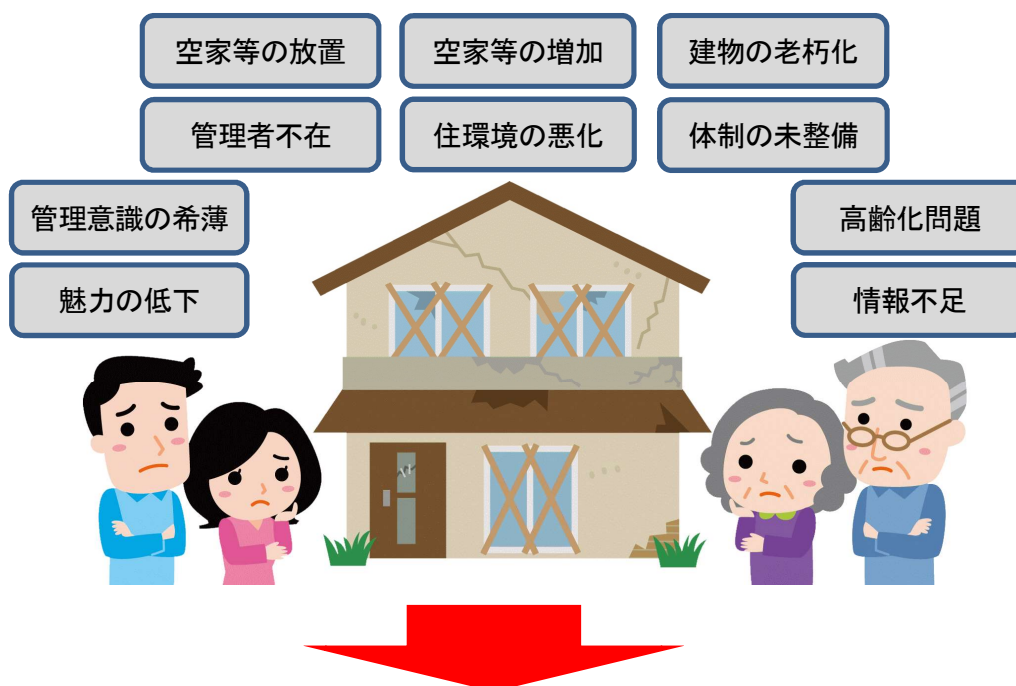 空家等の放置
空家等の増加
建物の老朽化
管理者不在
住環境の悪化
体制の未整備
管理意識の希薄
高齢化問題
魅力の低下
情報不足